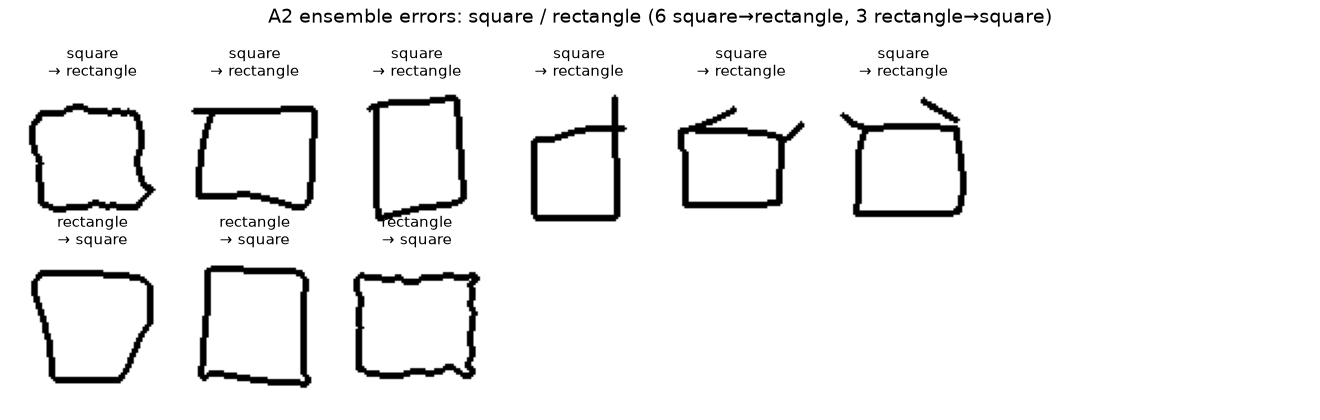 A2 ensemble errors: square / rectangle (6 square→rectangle, 3 rectangle→square)
square
→ rectangle
square
→ rectangle
square
→ rectangle
square
→ rectangle
square
→ rectangle
square
→ rectangle
rectangle
→ square
rectangle
→ square
rectangle
→ square